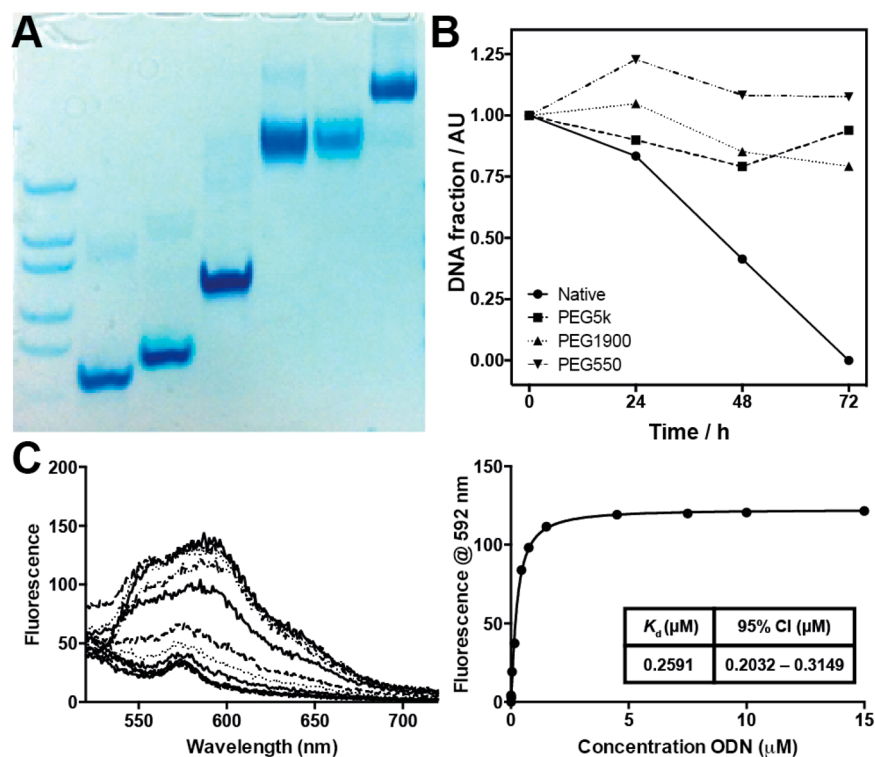 A
B
1.25
1.00
0.75
0.50
0.25
0.00
DNA fraction / AU
Native
PEG5k
PEG1900
PEG550
0
24
48
72
Time / h
C
200
150
100
50
0
Fluorescence
550
600
650
700
Wavelength (nm)
150
100
50
0
Fluorescence @ 592 nm
Kd (µM) 95% CI (µM)
0.2591 0.2032 – 0.3149
0
5
10
15
Concentration ODN (µM)